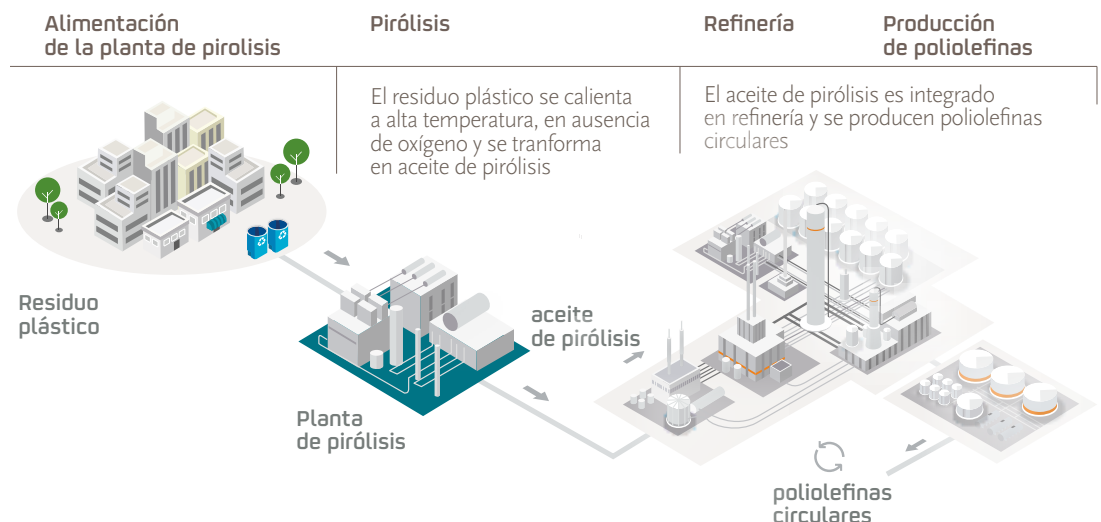 Alimentación
de la planta de pirolisis
Pirólisis
Refinería
Producción
de poliolefinas
El residuo plástico se calienta
a alta temperatura, en ausencia
de oxígeno y se tranforma
en aceite de pirólisis
El aceite de pirólisis es integrado
en refinería y se producen poliolefinas
circulares
Residuo
plástico
Planta
de pirólisis
aceite
de pirólisis
poliolefinas
circulares